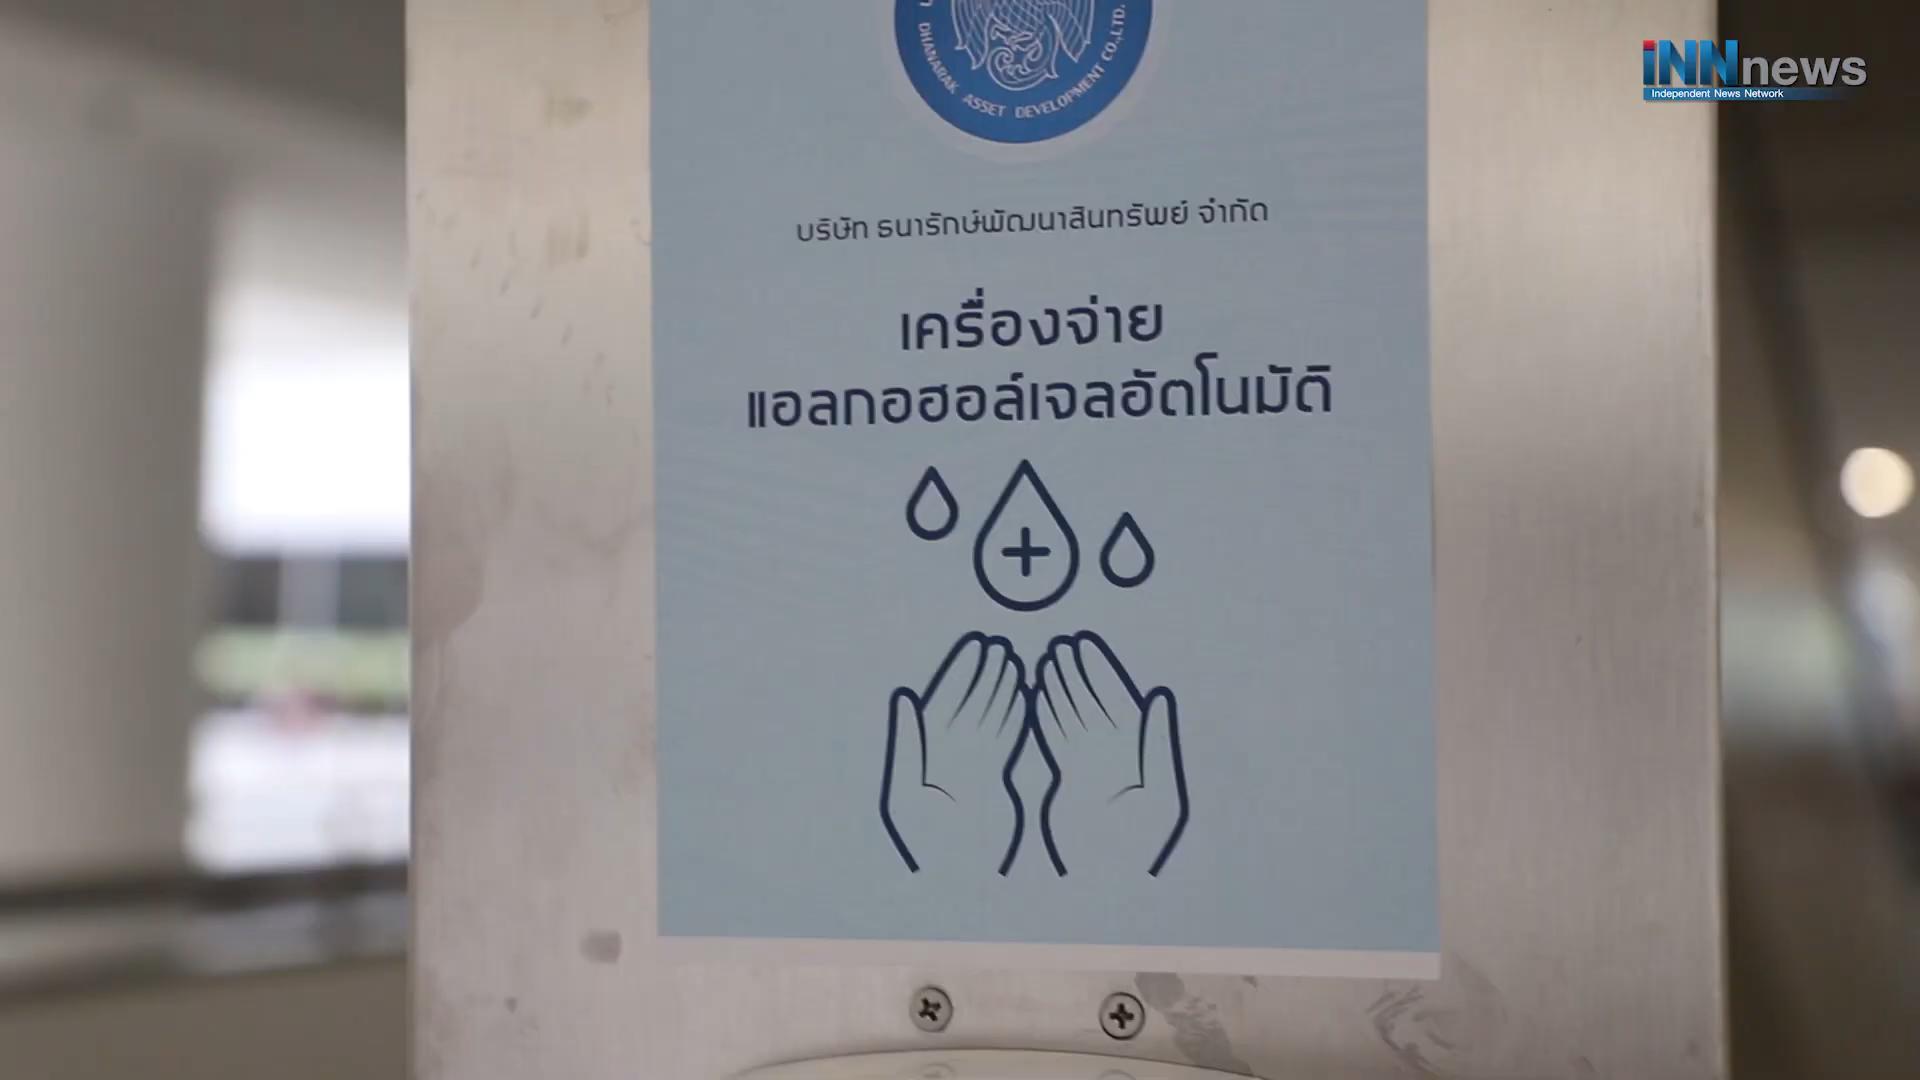 DHANARAK ASSET DEVELOPMENT CO.,LTD.
iNNnews
Independent News Network
บริษัท ธนารักษ์พัฒนาสินทรัพย์ จำกัด
เครื่องจ่าย
แอลกอฮอล์เจลอัตโนมัติ